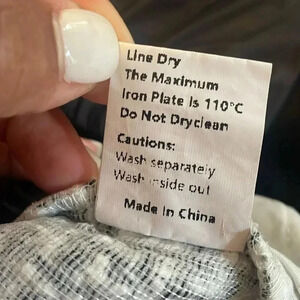 Line Dry
The Maximum
Iron Plate is 110°C
Do Not Dryclean
Cautions:
Wash separately
Wash inside out
Made In China